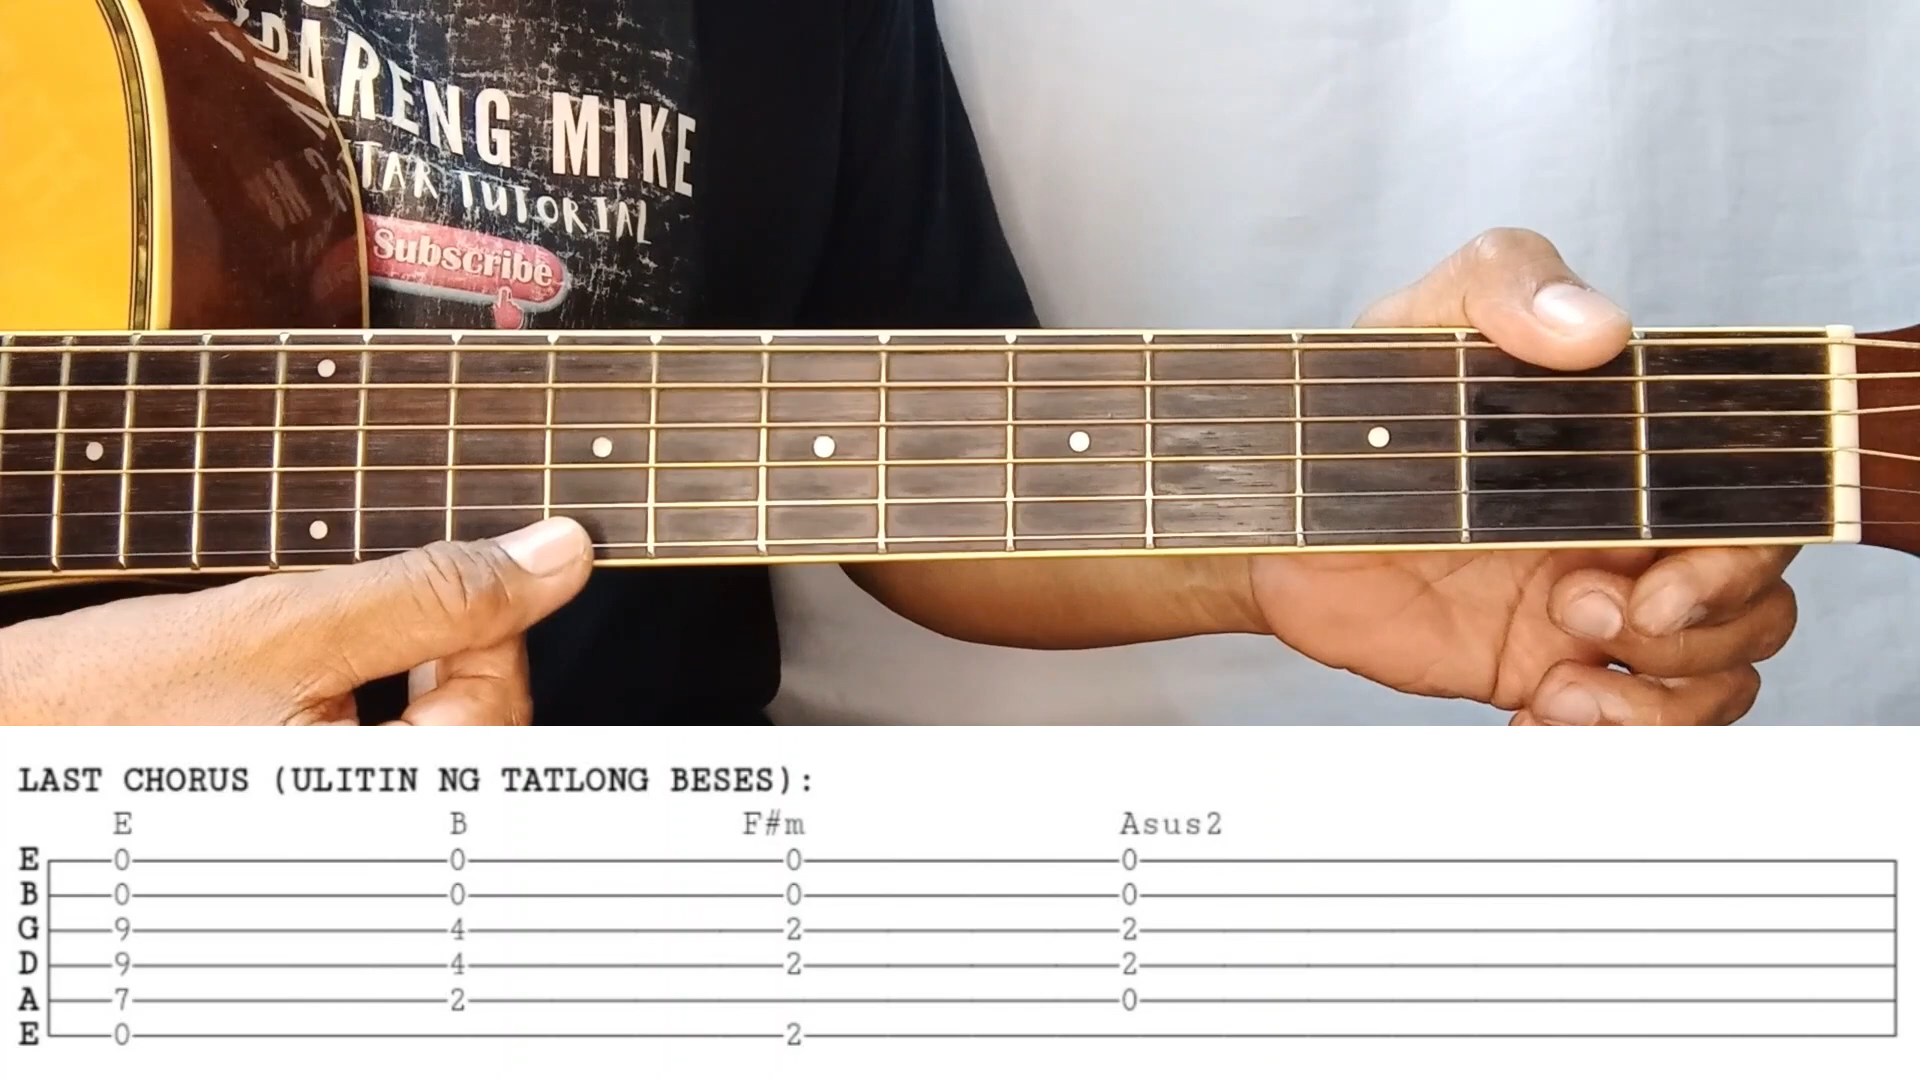 PARENG MIKE
TAR TUTORIAL
Subscribe
LAST CHORUS (ULITIN NG TATLONG BESES):
E B F#m Asus2
E 0 0 0 0
B 0 0 0 0
G 9 4 2 2
D 9 4 2 2
A 7 2 0
E 0 2